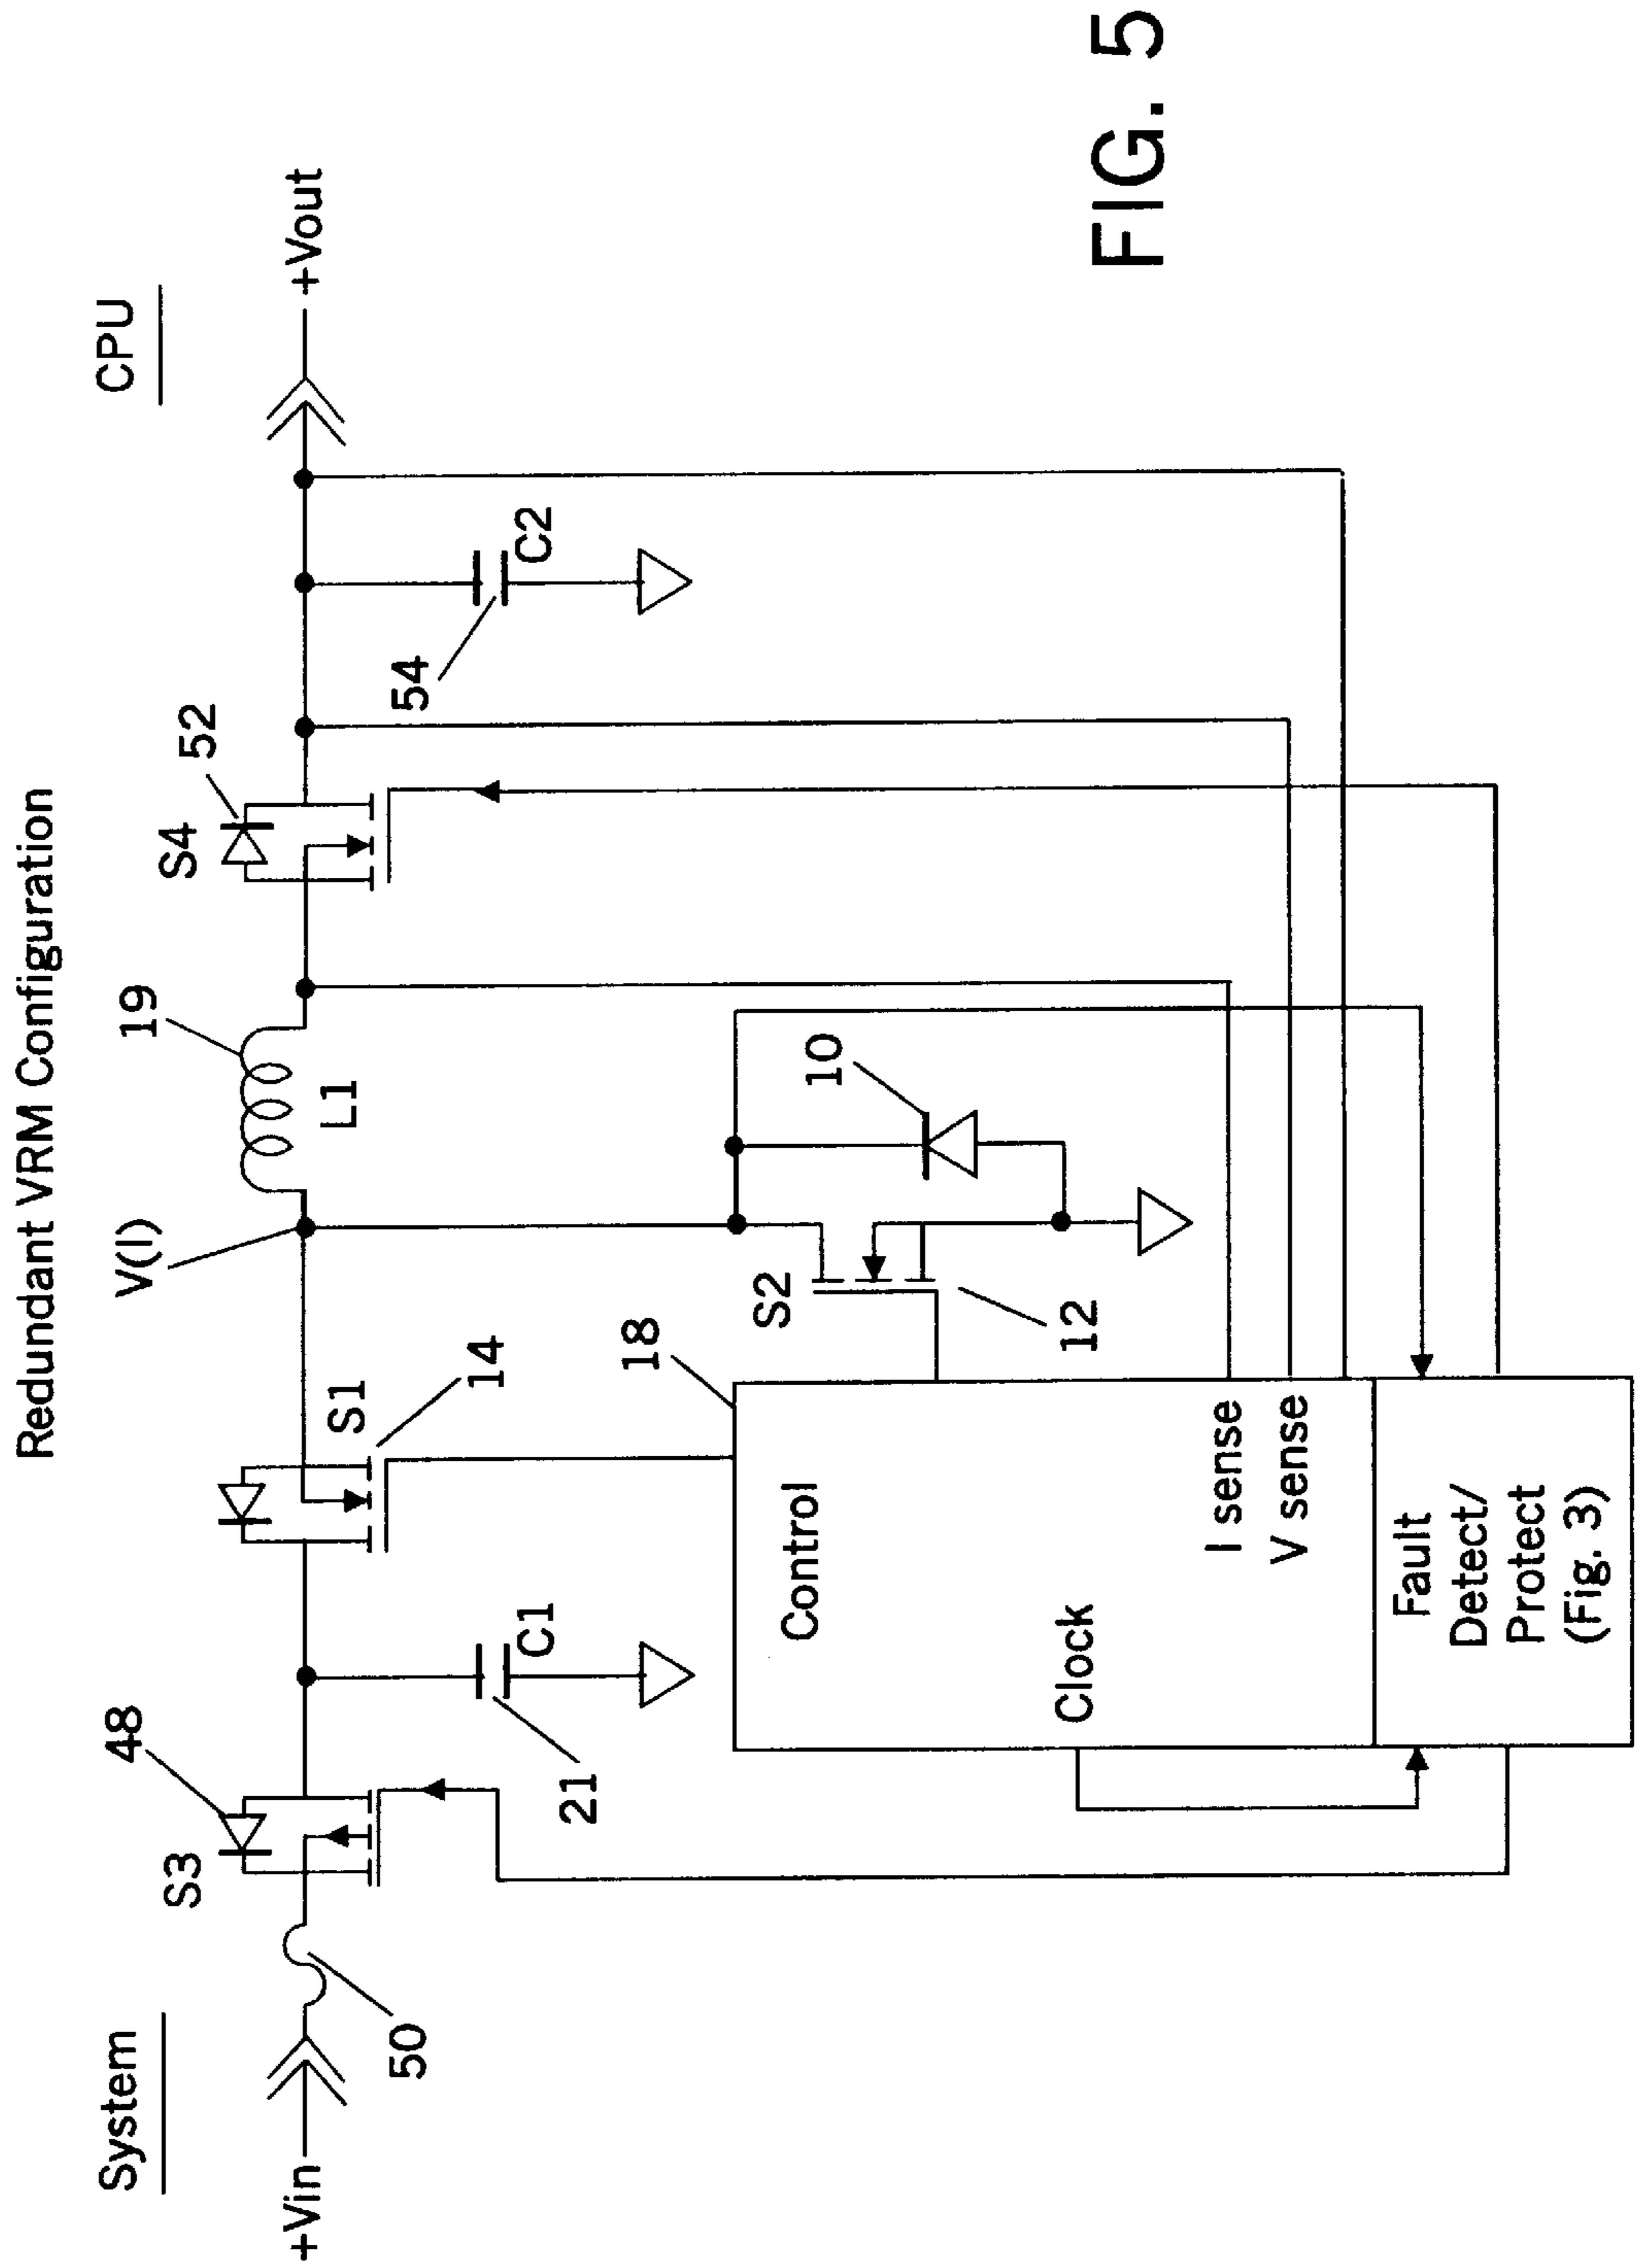 Redundant VRM Configuration
System
CPU
+Vin
50
S3
48
21
C1
S1
14
V(I)
19
L1
S4
52
54
C2
+Vout
18
S2
12
10
Control
Clock
I sense
V sense
Fault
Detect/
Protect
(Fig. 3)
FIG. 5